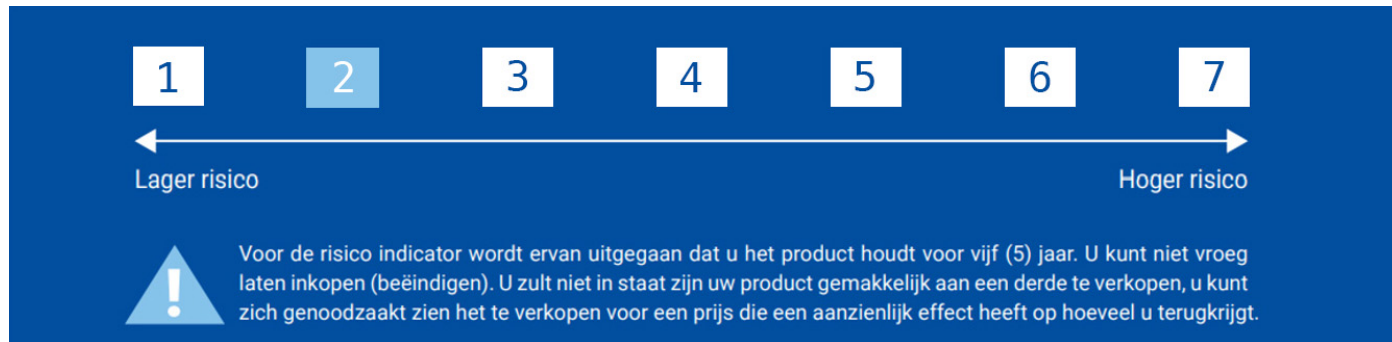 1 2 3 4 5 6 7
Lager risico Hoger risico
Voor de risico indicator wordt ervan uitgegaan dat u het product houdt voor vijf (5) jaar. U kunt niet vroeg
laten inkopen (beëindigen). U zult niet in staat zijn uw product gemakkelijk aan een derde te verkopen, u kunt
zich genoodzaakt zien het te verkopen voor een prijs die een aanzienlijk effect heeft op hoeveel u terugkrijgt.